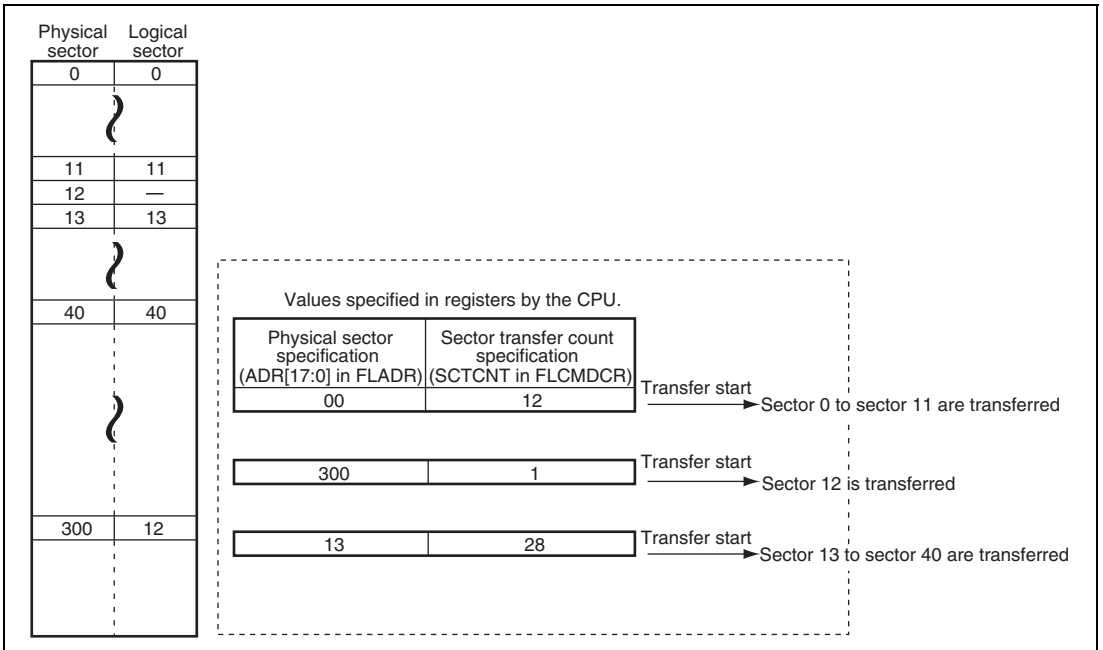 Physical sector Logical sector
0 0
11 11
12 —
13 13
40 40
300 12
Values specified in registers by the CPU.
Physical sector specification (ADR[17:0] in FLADR) Sector transfer count specification (SCTCNT in FLCMDCR)
00 12 Transfer start Sector 0 to sector 11 are transferred
300 1 Transfer start Sector 12 is transferred
13 28 Transfer start Sector 13 to sector 40 are transferred